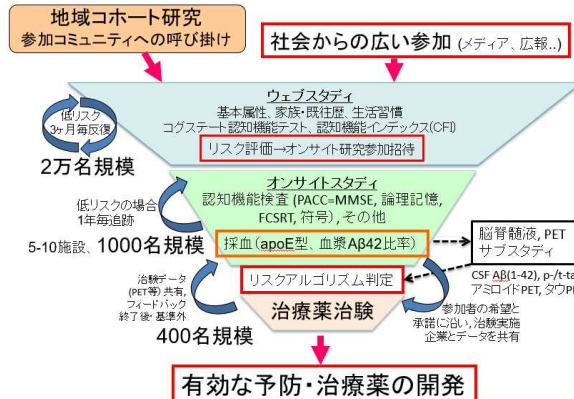 地域コホート研究
参加コミュニティへの呼び掛け
社会からの広い参加 (メディア、広報..)
ウェブスタディ
基本属性、家族・既往歴、生活習慣
コグステート認知機能テスト、認知機能インデックス(CFI)
リスク評価→オンサイト研究参加招待
低リスク
3ヶ月毎反復
2万名規模
オンサイトスタディ
認知機能検査 (PACC=MMSE, 論理記憶,
FCSRT, 符号), その他
採血(apoE型、血漿Aβ42比率)
低リスクの場合
1年毎追跡
5-10施設、1000名規模
脳脊髄液、PET
サブスタディ
CSF Aβ(1-42), p-/t-ta
アミロイドPET, タウP
リスクアルゴリズム判定
治療薬治験
治験データ
(PET等) 共有,
フィードバック
終了後・基準外
400名規模
参加者の希望と
承諾に沿い、治験実施
企業とデータを共有
有効な予防・治療薬の開発